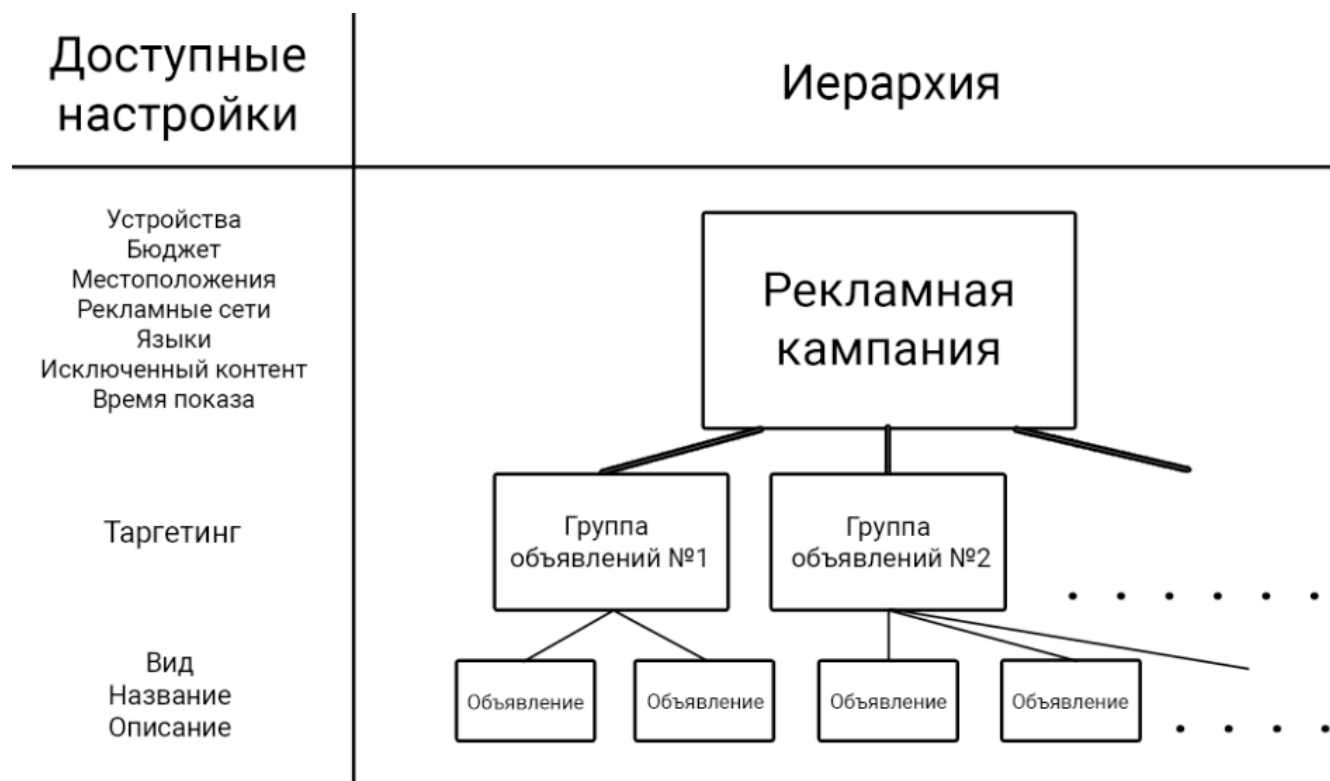 Доступные
настройки
Иерархия
Устройства
Бюджет
Местоположения
Рекламные сети
Языки
Исключенный контент
Время показа
Рекламная
кампания
Таргетинг
Группа
объявлений №1
Группа
объявлений №2
Вид
Название
Описание
Объявление
Объявление
Объявление
Объявление